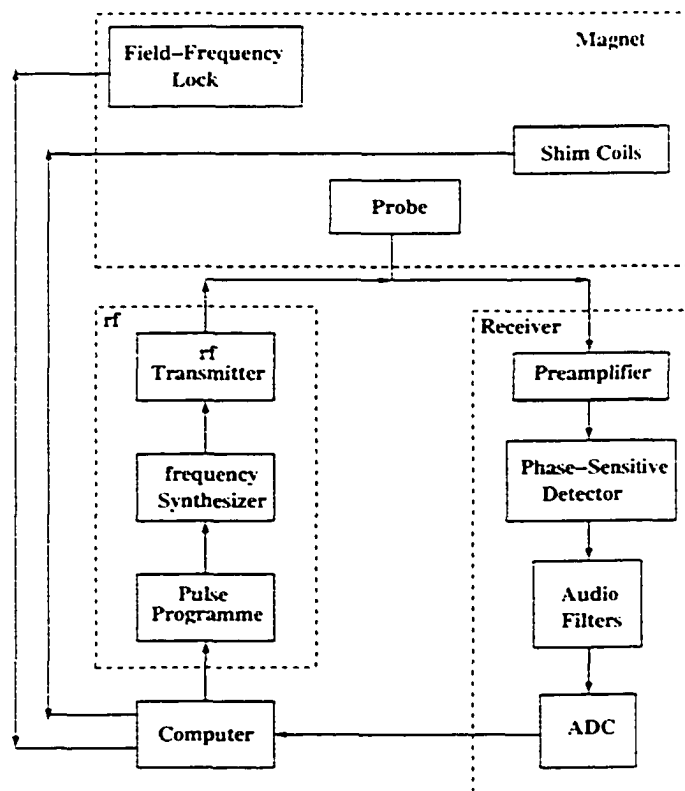 Field-Frequency
Lock
Magnet
Shim Coils
Probe
rf
rf
Transmitter
frequency
Synthesizer
Pulse
Programme
Computer
Receiver
Preamplifier
Phase-Sensitive
Detector
Audio
Filters
ADC